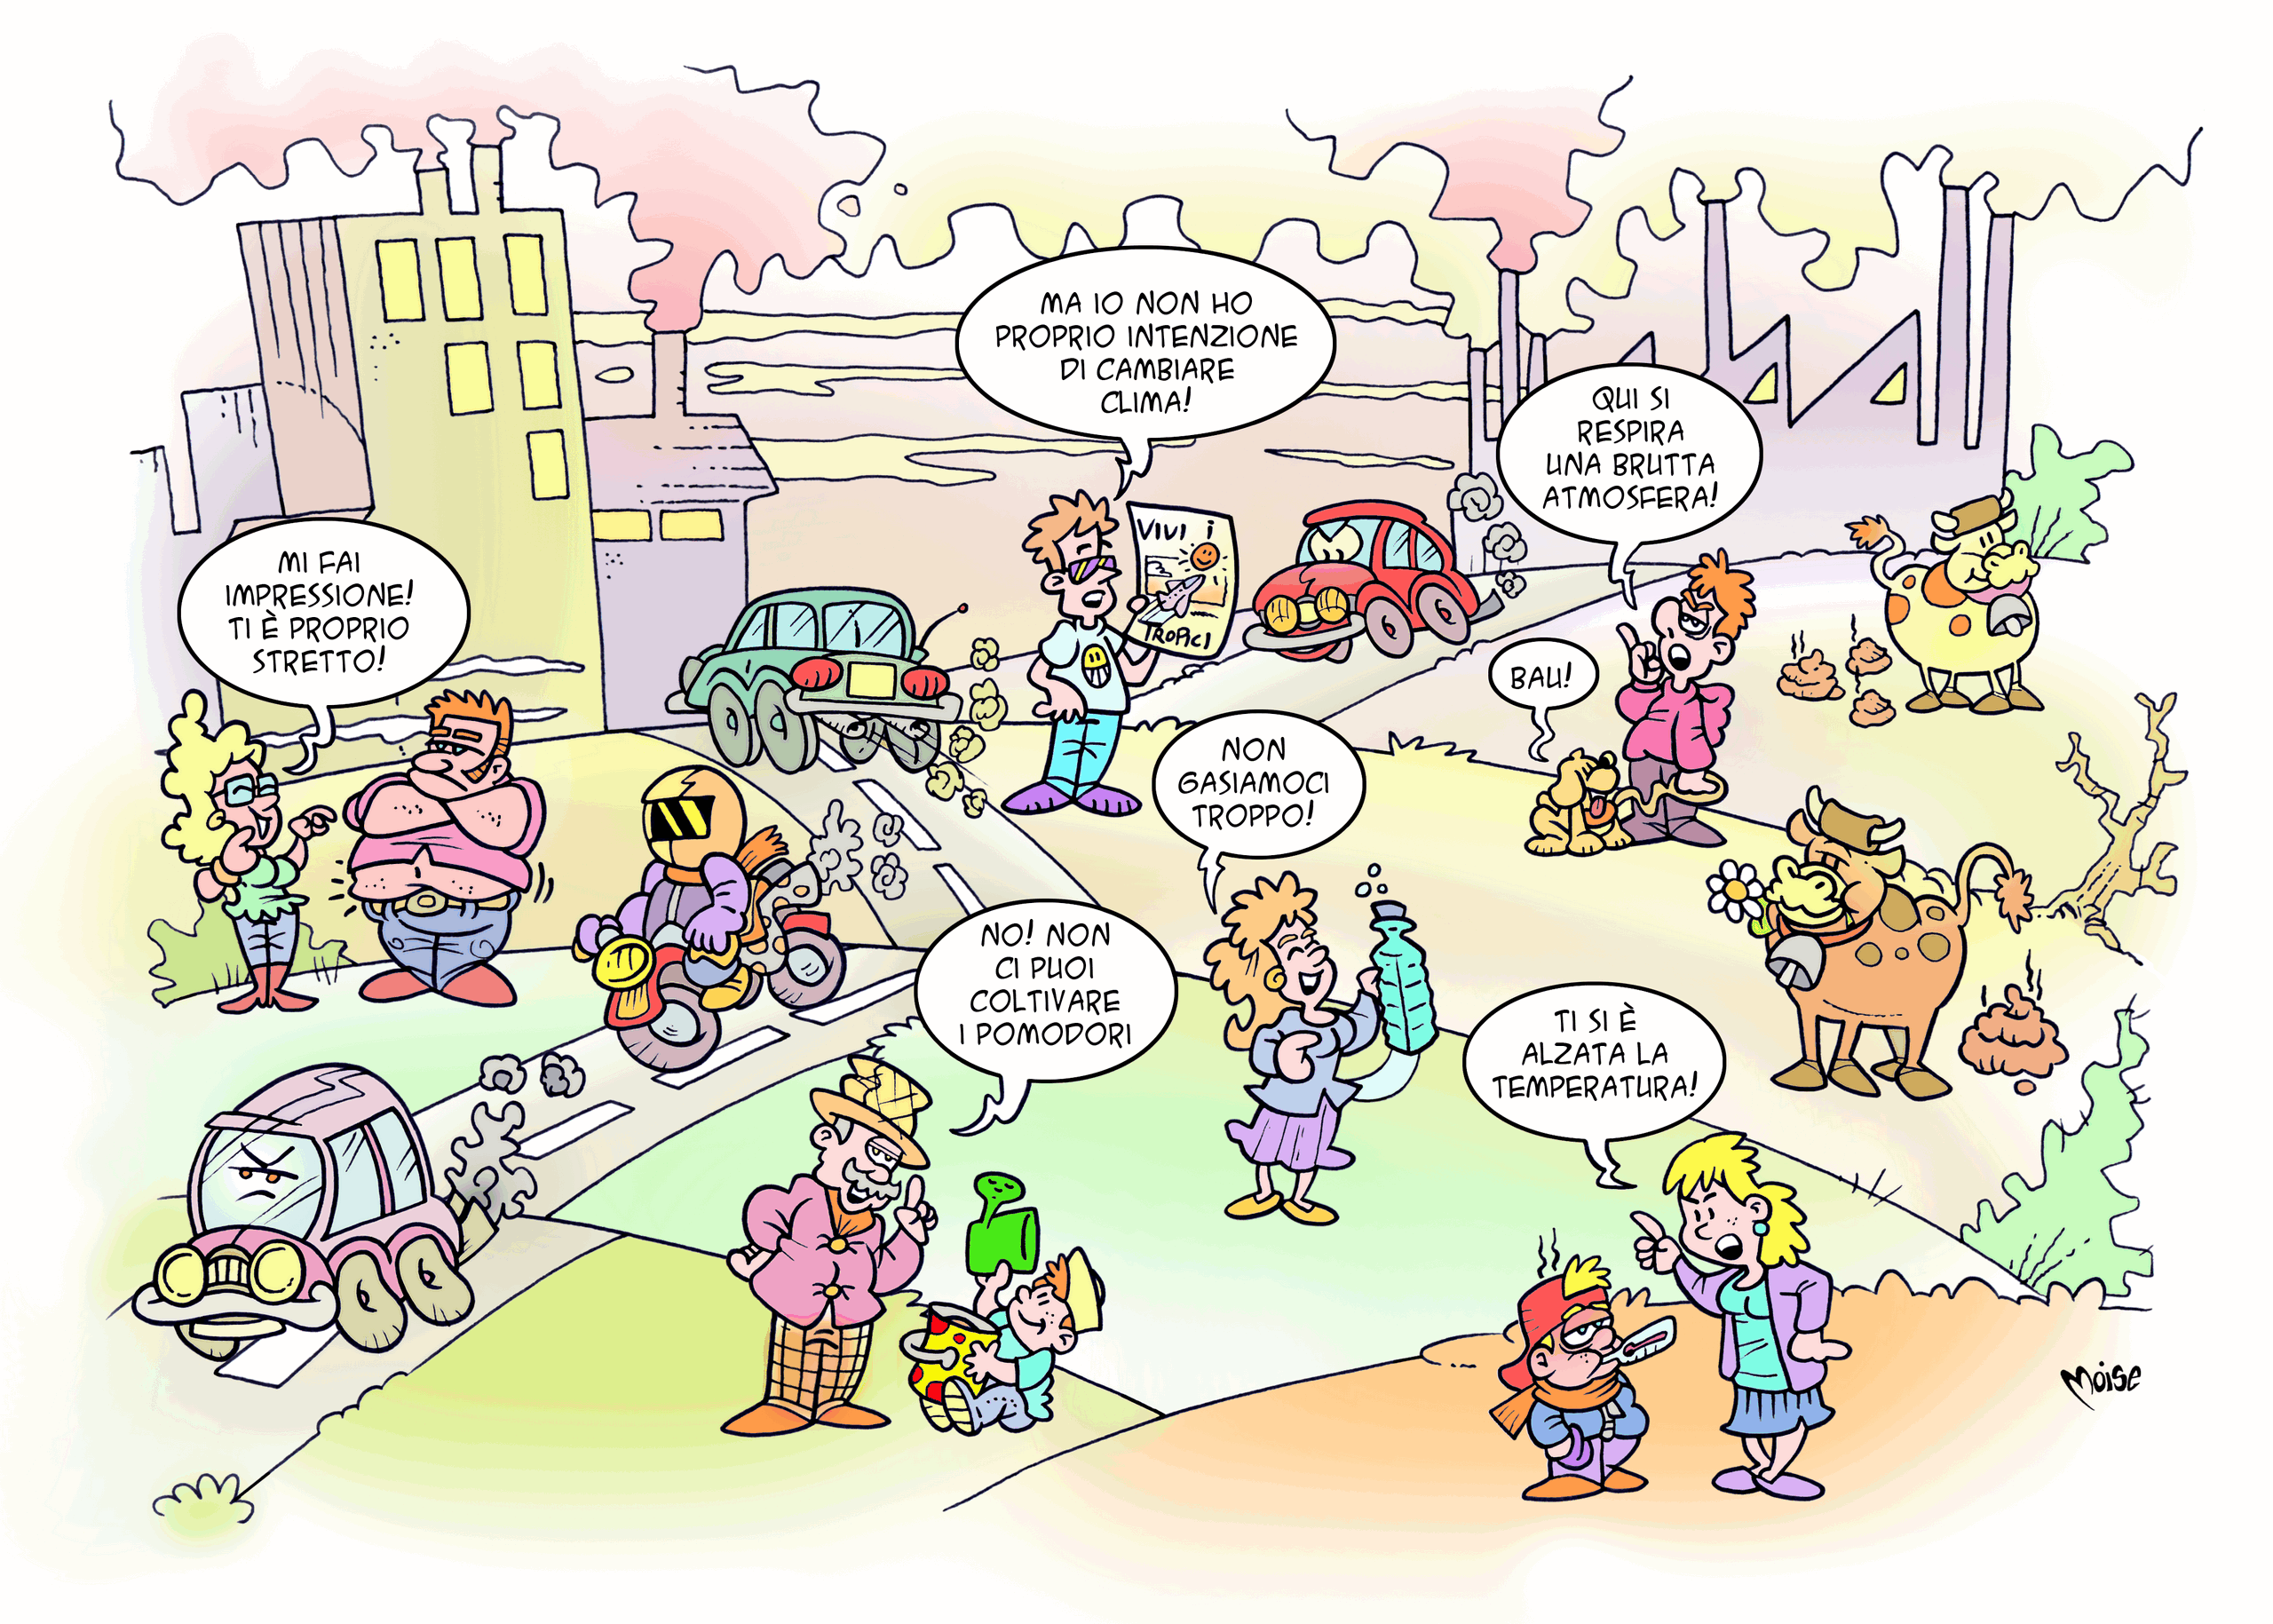 MA IO NON HO
PROPRIO INTENZIONE
DI CAMBIARE
CLIMA!
QUI SI
RESPIRA
UNA BRUTTA
ATMOSFERA!
VIVI i
TROPICI
MI FAI
IMPRESSIONE!
TI È PROPRIO
STRETTO!
BAU!
NON
GASIAMOCI
TROPPO!
NO! NON
CI PUOI
COLTIVARE
I POMODORI
TI SI È
ALZATA LA
TEMPERATURA!
Moise